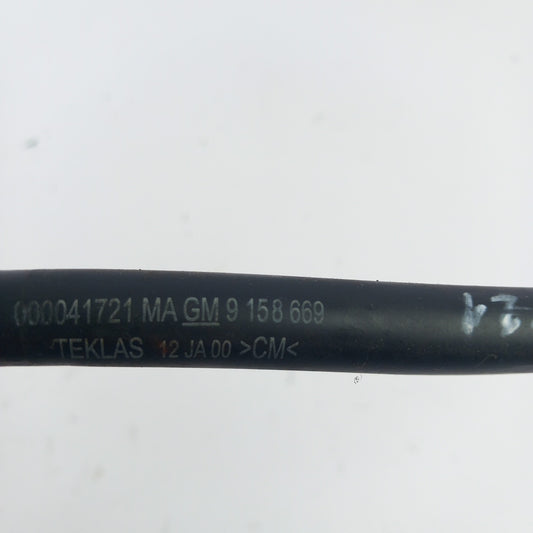 000041721 MA GM 9 158 669
TEKLAS 12 JA 00 >CM<